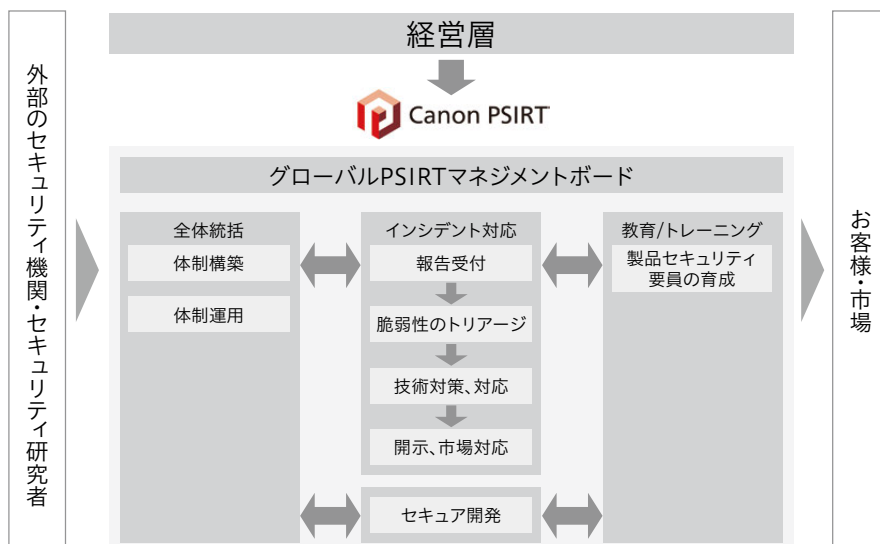 経営層
Canon PSIRT
外部のセキュリティ機関・セキュリティ研究者
グローバルPSIRTマネジメントボード
全体統括
体制構築
体制運用
インシデント対応
報告受付
脆弱性のトリアージ
技術対策、対応
開示、市場対応
セキュア開発
教育/トレーニング
製品セキュリティ
要員の育成
お客様・市場